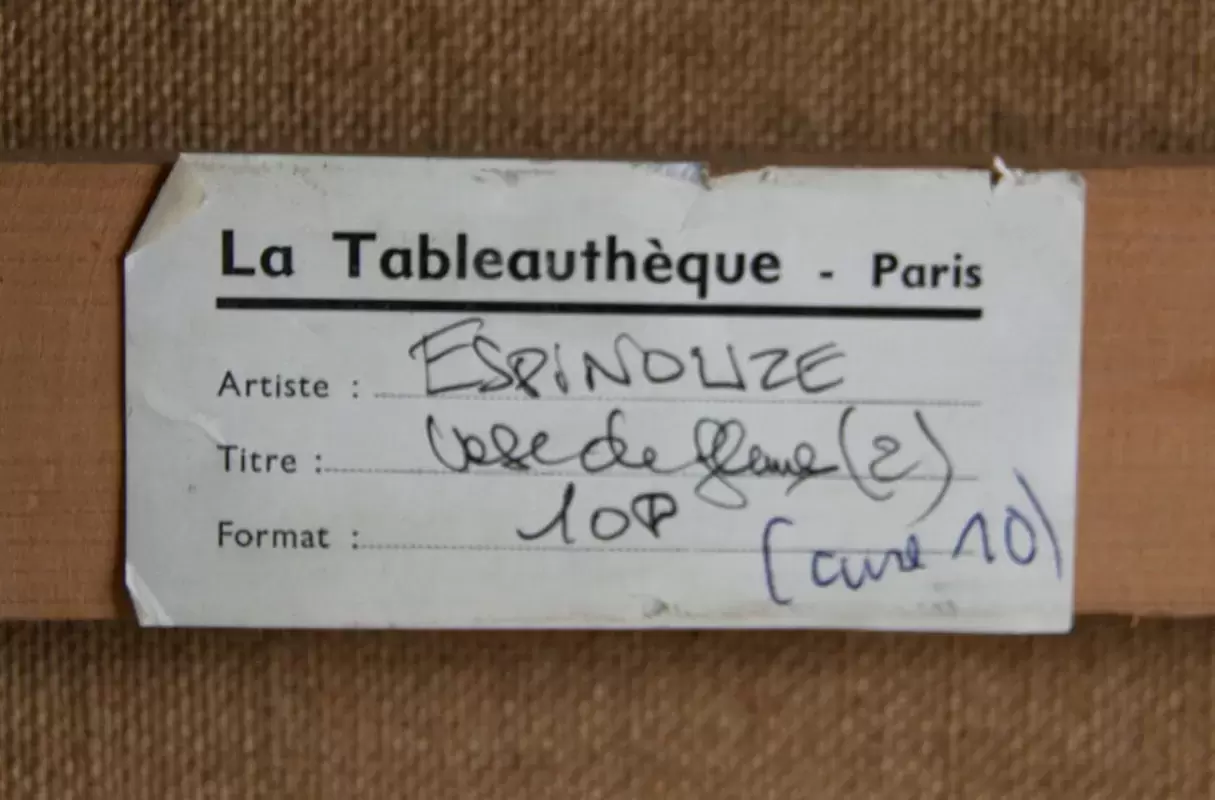 La Tableauthèque - Paris
Artiste : ESPINOUZE
Titre : Vase de fleurs (2)
Format : 10P
(cuve 10)